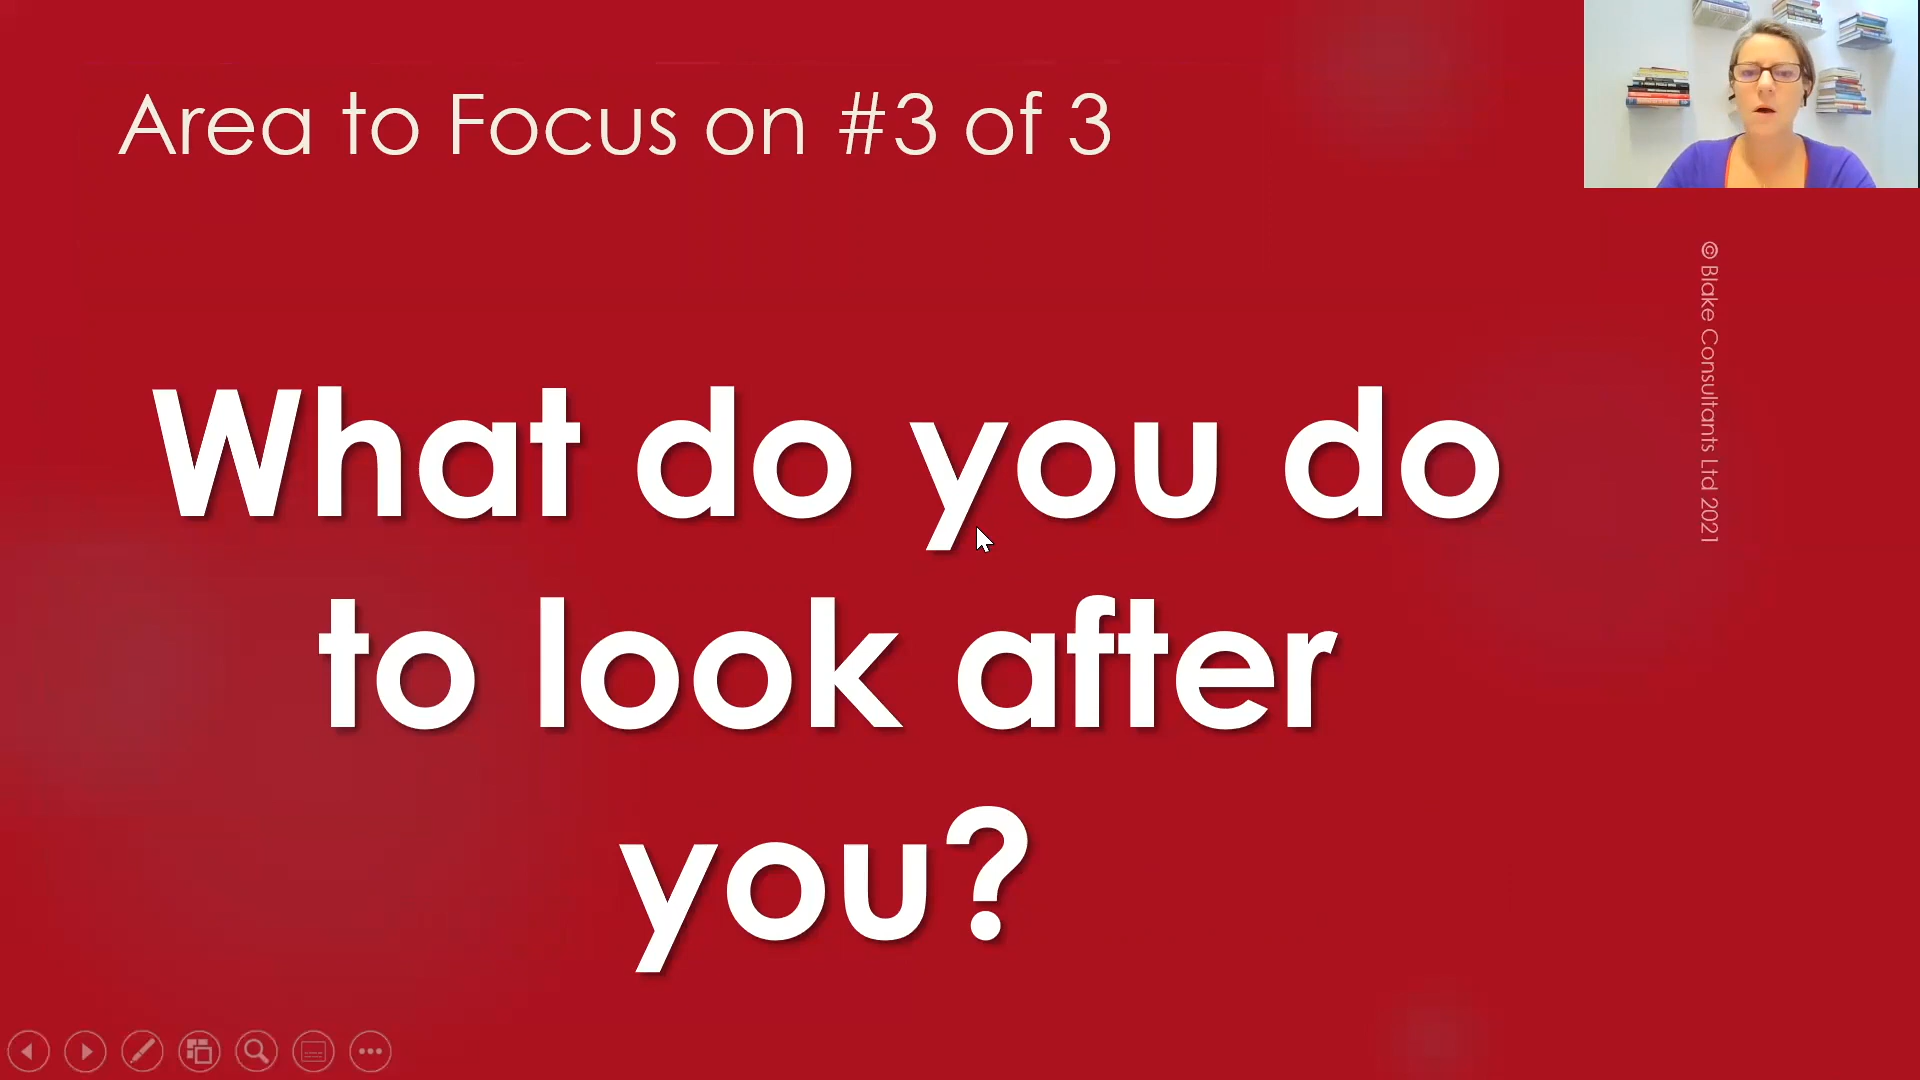 Area to Focus on #3 of 3
© Blake Consultants Ltd 2021
What do you do
to look after
you?